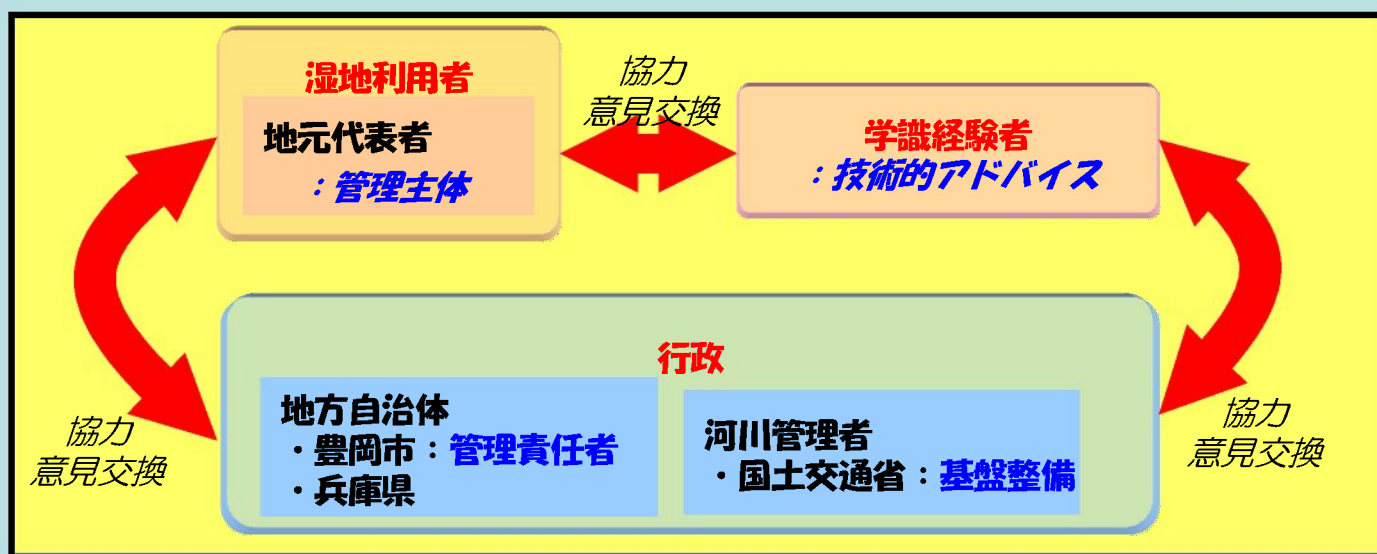 湿地利用者
地元代表者
：管理主体
協力
意見交換
学識経験者
：技術的アドバイス
行政
地方自治体
・豊岡市：管理責任者
・兵庫県
河川管理者
・国土交通省：基盤整備
協力
意見交換
協力
意見交換